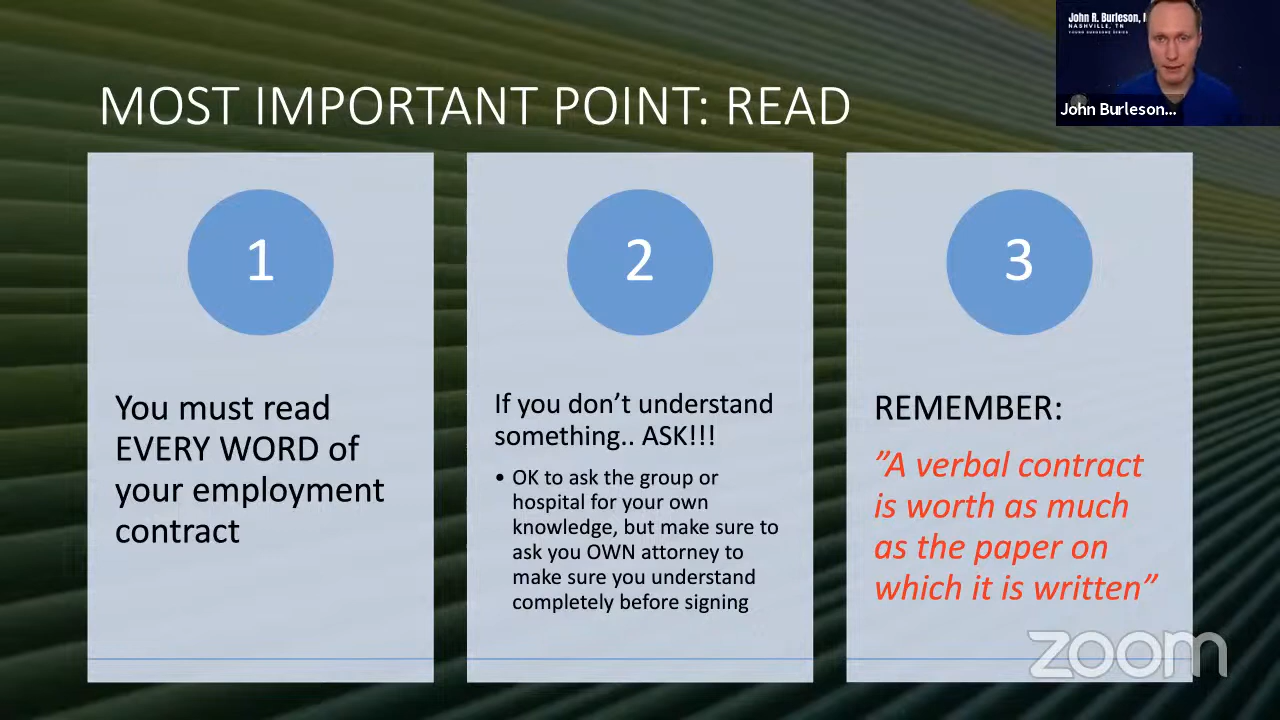 MOST IMPORTANT POINT: READ
John R. Burleson,
NASHVILLE, TN
YOUNG SURGEONS SERIES
John Burleson...
1
You must read
EVERY WORD of
your employment
contract
2
If you don’t understand
something.. ASK!!!
• OK to ask the group or
hospital for your own
knowledge, but make sure to
ask you OWN attorney to
make sure you understand
completely before signing
3
REMEMBER:
”A verbal contract
is worth as much
as the paper on
which it is written”
zoom